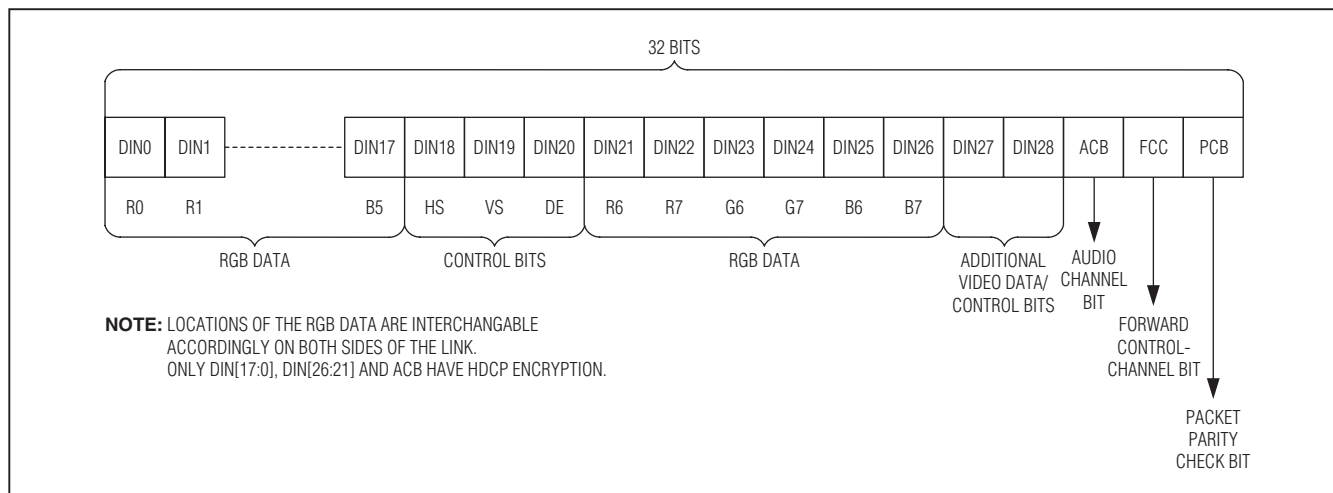 32 BITS
DIN0 DIN1 DIN17 DIN18 DIN19 DIN20 DIN21 DIN22 DIN23 DIN24 DIN25 DIN26 DIN27 DIN28 ACB FCC PCB
R0 R1 B5 HS VS DE R6 R7 G6 G7 B6 B7
RGB DATA
CONTROL BITS
RGB DATA
ADDITIONAL
VIDEO DATA/
CONTROL BITS
AUDIO
CHANNEL
BIT
FORWARD
CONTROL-
CHANNEL BIT
PACKET
PARITY
CHECK BIT
NOTE: LOCATIONS OF THE RGB DATA ARE INTERCHANGABLE
ACCORDINGLY ON BOTH SIDES OF THE LINK.
ONLY DIN[17:0], DIN[26:21] AND ACB HAVE HDCP ENCRYPTION.